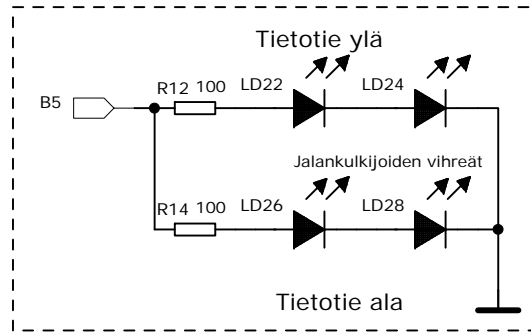 Tietotie ylä
R12 100 LD22 LD24
B5
Jalankulkijoiden vihreät
R14 100 LD26 LD28
Tietotie ala